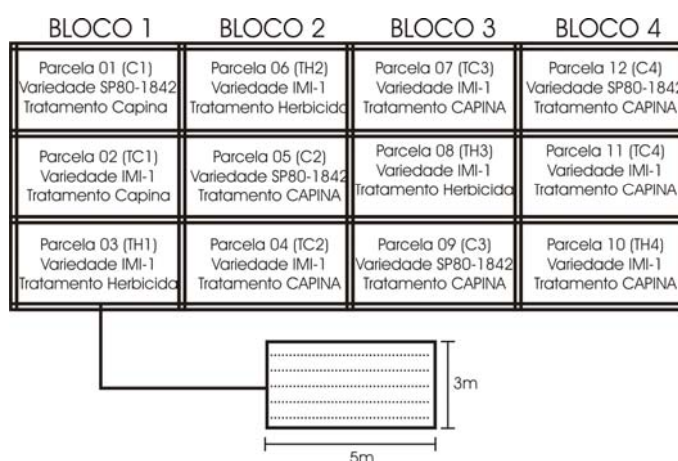 BLOCO 1
BLOCO 2
BLOCO 3
BLOCO 4
Parcela 01 (C1)
Variedade SP80-1842
Tratamento Capina
Parcela 06 (TH2)
Variedade IMI-1
Tratamento Herbicida
Parcela 07 (TC3)
Variedade IMI-1
Tratamento CAPINA
Parcela 12 (C4)
Variedade SP80-1842
Tratamento CAPINA
Parcela 02 (TC1)
Variedade IMI-1
Tratamento Capina
Parcela 05 (C2)
Variedade SP80-1842
Tratamento CAPINA
Parcela 08 (TH3)
Variedade IMI-1
Tratamento Herbicida
Parcela 11 (TC4)
Variedade IMI-1
Tratamento CAPINA
Parcela 03 (TH1)
Variedade IMI-1
Tratamento Herbicida
Parcela 04 (TC2)
Variedade IMI-1
Tratamento CAPINA
Parcela 09 (C3)
Variedade SP80-1842
Tratamento CAPINA
Parcela 10 (TH4)
Variedade IMI-1
Tratamento CAPINA
3m
5m